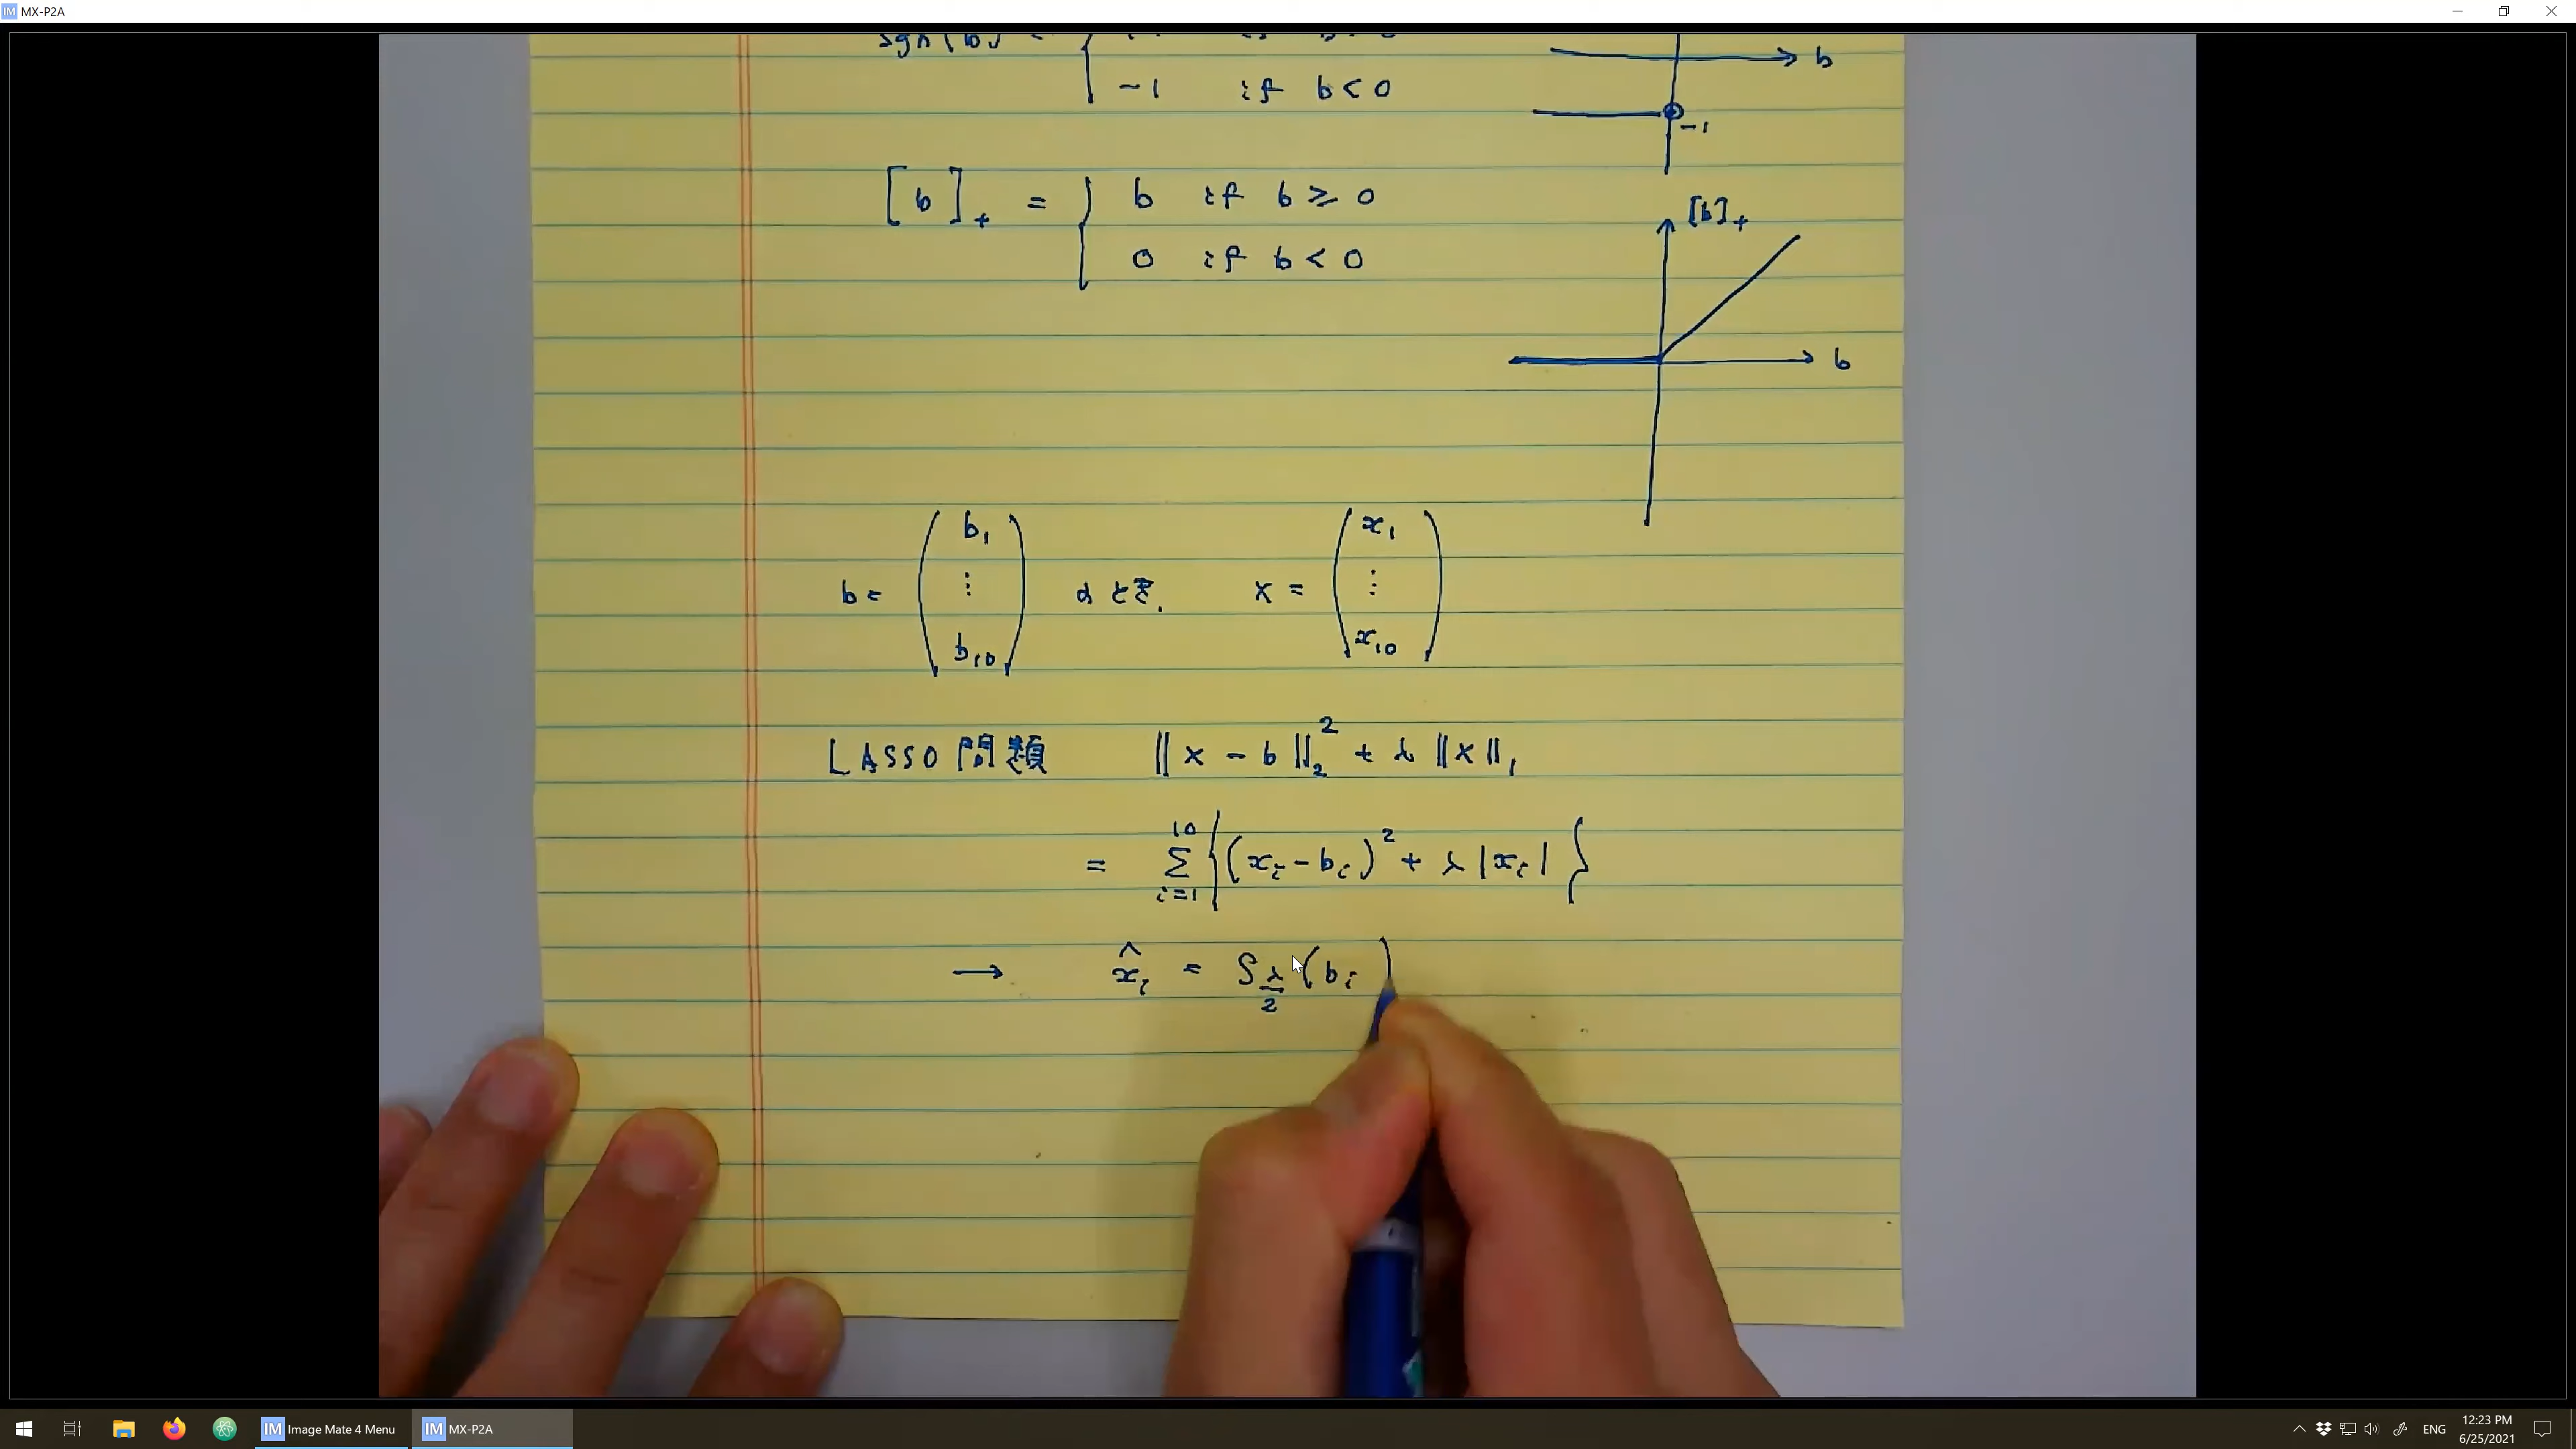 MX-P2A
sgn(b)
b
-1 if b < 0
-1
[b]₊ = { b if b ≥ 0
0 if b < 0
[b]₊
b
b = ( b₁ ⋮ b₁₀ ) のとき. x = ( x₁ ⋮ x₁₀ )
LASSO問題 ‖x - b‖₂² + λ‖x‖₁
= Σ_{i=1}^{10} { (xᵢ - bᵢ)² + λ|xᵢ| }
→ x̂ᵢ = S_{λ/2}(bᵢ)
IM Image Mate 4 Menu
IM MX-P2A
ENG
12:23 PM
6/25/2021